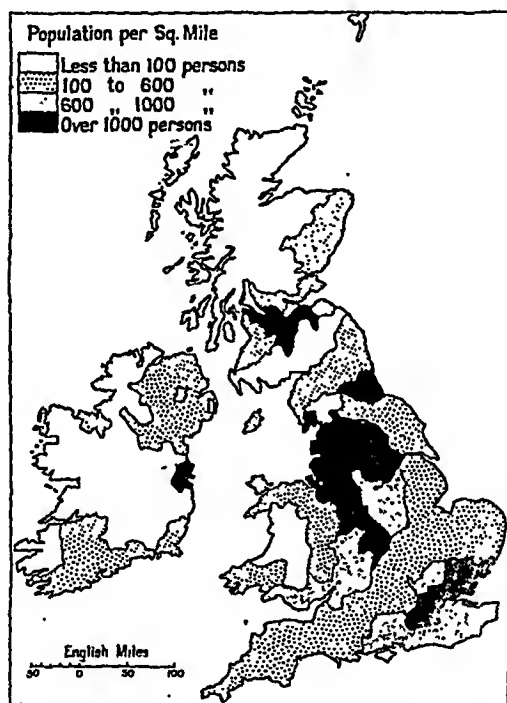 Population per Sq. Mile
Less than 100 persons
100 to 600 „
600 „ 1000 „
Over 1000 persons
English Miles
50 0 100